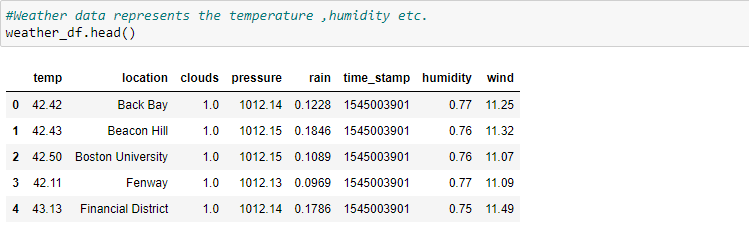 #Weather data represents the temperature ,humidity etc.
weather_df.head()
temp location clouds pressure rain time_stamp humidity wind
0 42.42 Back Bay 1.0 1012.14 0.1228 1545003901 0.77 11.25
1 42.43 Beacon Hill 1.0 1012.15 0.1846 1545003901 0.76 11.32
2 42.50 Boston University 1.0 1012.15 0.1089 1545003901 0.76 11.07
3 42.11 Fenway 1.0 1012.13 0.0969 1545003901 0.77 11.09
4 43.13 Financial District 1.0 1012.14 0.1786 1545003901 0.75 11.49